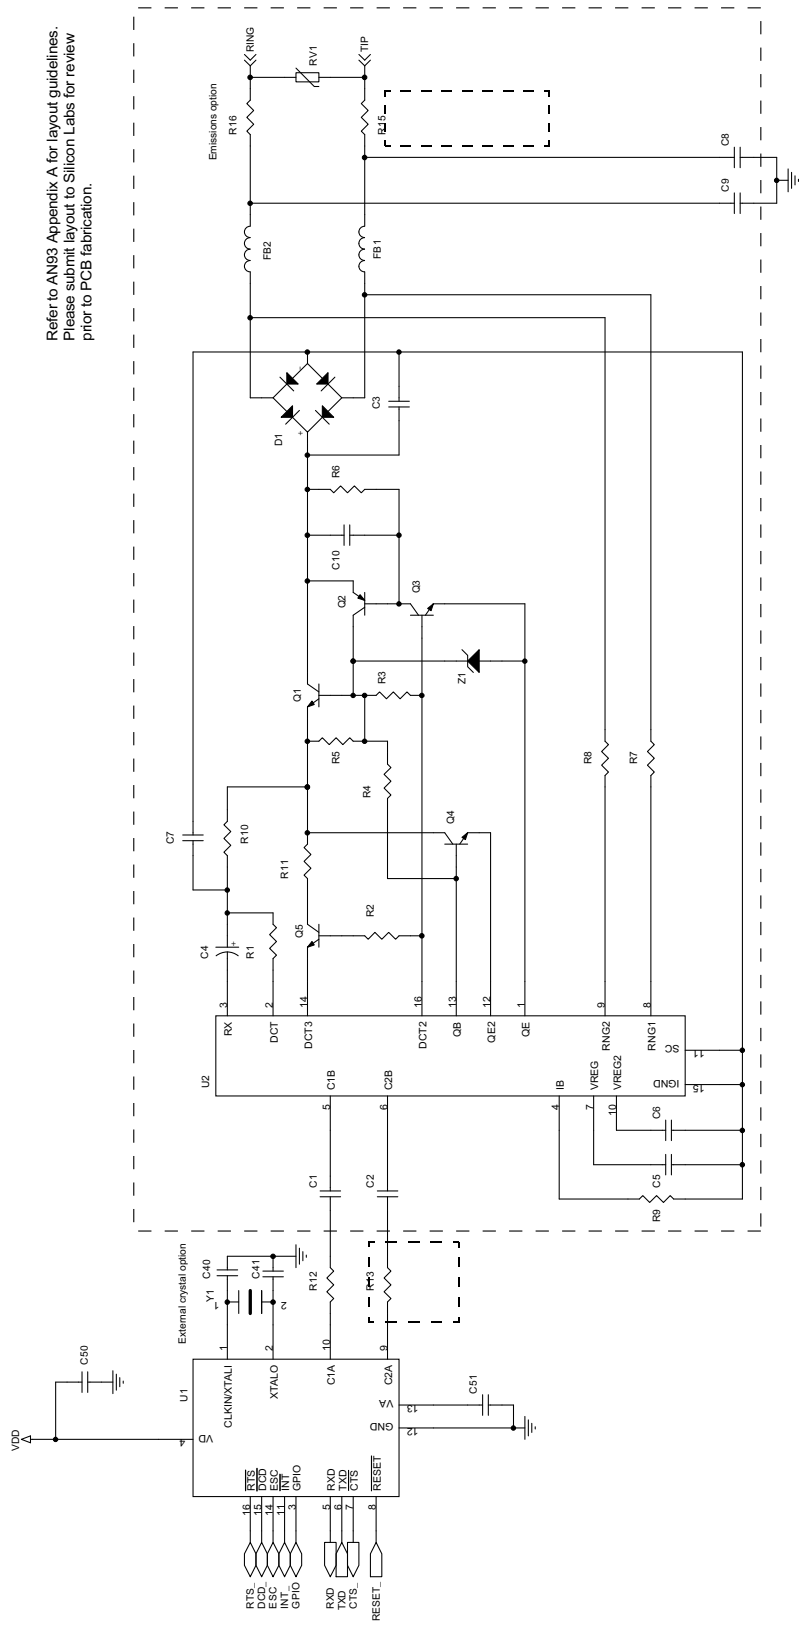 Refer to AN93 Appendix A for layout guidelines.
Please submit layout to Silicon Labs for review
prior to PCB fabrication.
RING
RV1
TIP
R16
Emissions option
R15
C8
C9
FB2
FB1
D1
+
-
C3
R6
C10
Q2
Q3
Q1
Z1
R3
R5
R4
R8
R7
C7
R10
R11
Q4
C4
+
R1
Q5
R2
3
2
14
16
13
12
1
9
8
RX
DCT
DCT3
DCT2
QB
QE2
QE
RNG2
RNG1
SC
11
U2
C1B
C2B
IB
VREG
VREG2
IGND
15
5
6
4
7
10
C6
C5
R9
C1
C2
External crystal option
C40
C41
Y1
1
2
R12
R13
C50
VDD
1
2
10
9
U1
CLKIN/XTALI
XTALO
C1A
C2A
VA
13
C51
GND
12
4
VD
RTS
DCD
ESC
INT
GPIO
RXD
TXD
CTS
RESET
16
15
14
11
3
5
6
7
8
RTS_
DCD_
ESC
INT_
GPIO
RXD
TXD
CTS_
RESET_